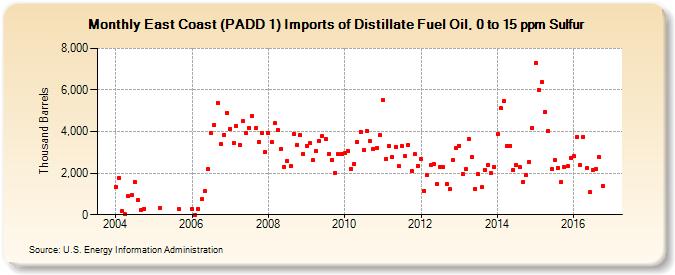 Monthly East Coast (PADD 1) Imports of Distillate Fuel Oil, 0 to 15 ppm Sulfur
Thousand Barrels
8,000
6,000
4,000
2,000
0
2004 2006 2008 2010 2012 2014 2016
Source: U.S. Energy Information Administration